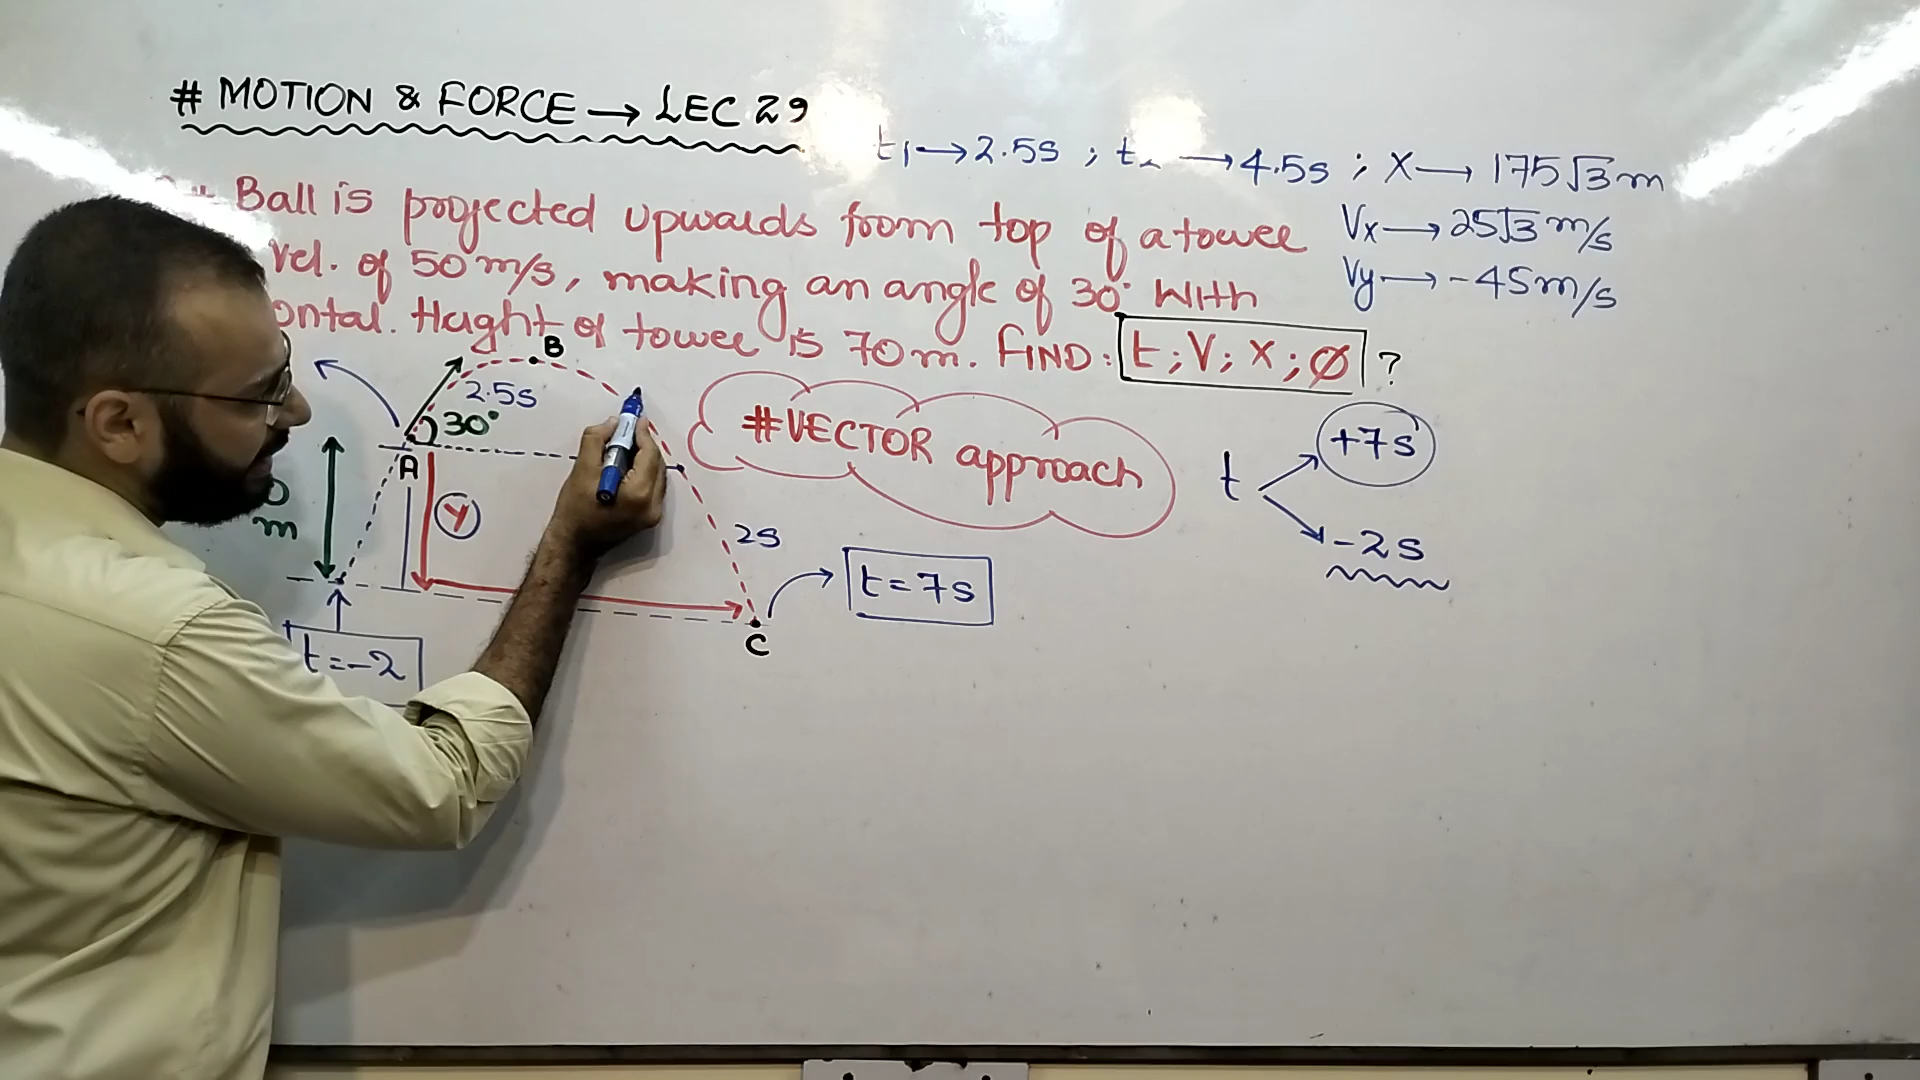 # MOTION & FORCE → LEC 29
t1 → 2.5s ; t → 4.5s ; X → 175√3 m
Ball is projected upwards from top of a tower
Vx → 25√3 m/s
vel. of 50 m/s, making an angle of 30° with
Vy → -45 m/s
ontal. Height of tower is 70m. FIND: t ; V ; X ; Ø ?
B
2.5s
30°
A
#VECTOR approach
t
+7s
-2s
m
Y
2s
t = 7s
C
t = -2